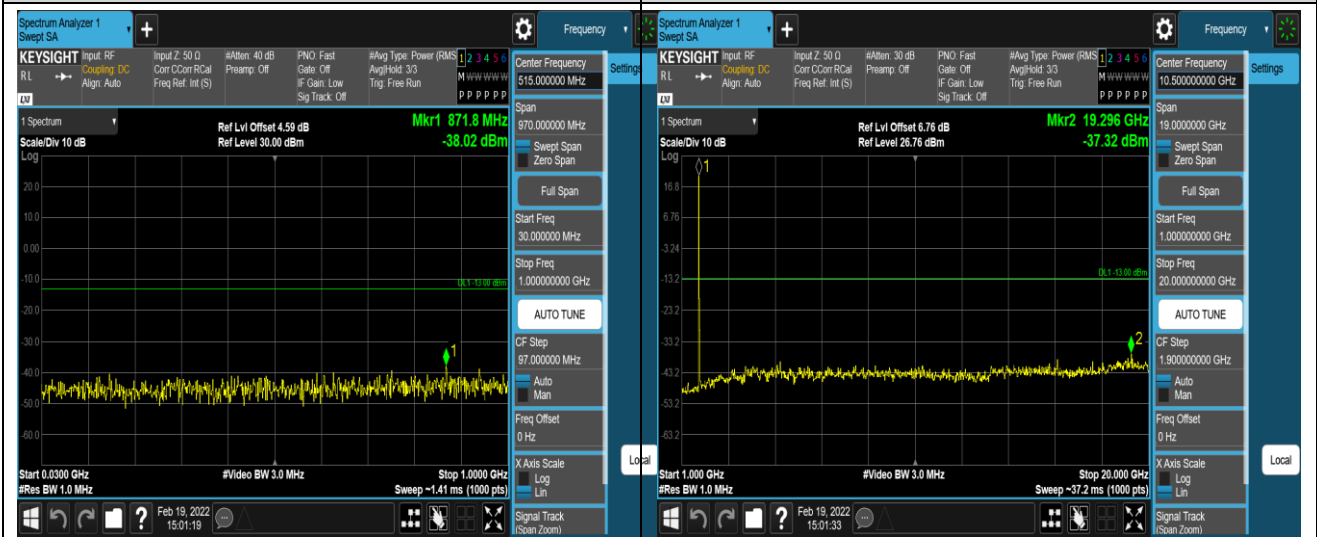 Spectrum Analyzer 1
Swept SA
Frequency
KEYSIGHT
Input: RF
Coupling: DC
Align: Auto
Input Z: 50 Ω
Corr CCorr RCal
Freq Ref: Int (S)
#Atten: 40 dB
Preamp: Off
PNO: Fast
Gate: Off
IF Gain: Low
Sig Track: Off
#Avg Type: Power (RMS
Avg|Hold: 3/3
Trig: Free Run
1 2 3 4 5 6
M W W W W W
P P P P P P
RL
LXI
Center Frequency
515.000000 MHz
Settings
Span
970.000000 MHz
Swept Span
Zero Span
Full Span
Start Freq
30.000000 MHz
Stop Freq
1.000000000 GHz
AUTO TUNE
CF Step
97.000000 MHz
Auto
Man
Freq Offset
0 Hz
X Axis Scale
Log
Lin
Signal Track
(Span Zoom)
Local
1 Spectrum
Scale/Div 10 dB
Log
Ref Lvl Offset 4.59 dB
Ref Level 30.00 dBm
Mkr1 871.8 MHz
-38.02 dBm
20.0
10.0
0.00
-10.0
DL1 -13.00 dBm
-20.0
-30.0
1
-40.0
-50.0
-60.0
Start 0.0300 GHz
#Res BW 1.0 MHz
#Video BW 3.0 MHz
Stop 1.0000 GHz
Sweep ~1.41 ms (1000 pts)
?
Feb 19, 2022
15:01:19
Spectrum Analyzer 1
Swept SA
Frequency
KEYSIGHT
Input: RF
Coupling: DC
Align: Auto
Input Z: 50 Ω
Corr CCorr RCal
Freq Ref: Int (S)
#Atten: 30 dB
Preamp: Off
PNO: Fast
Gate: Off
IF Gain: Low
Sig Track: Off
#Avg Type: Power (RMS
Avg|Hold: 3/3
Trig: Free Run
1 2 3 4 5 6
M W W W W W
P P P P P P
RL
LXI
Center Frequency
10.500000000 GHz
Settings
Span
19.0000000 GHz
Swept Span
Zero Span
Full Span
Start Freq
1.000000000 GHz
Stop Freq
20.000000000 GHz
AUTO TUNE
CF Step
1.900000000 GHz
Auto
Man
Freq Offset
0 Hz
X Axis Scale
Log
Lin
Signal Track
(Span Zoom)
Local
1 Spectrum
Scale/Div 10 dB
Log
Ref Lvl Offset 6.76 dB
Ref Level 26.76 dBm
Mkr2 19.296 GHz
-37.32 dBm
1
16.8
6.76
-3.24
-13.2
DL1 -13.00 dBm
-23.2
-33.2
2
-43.2
-53.2
-63.2
Start 1.000 GHz
#Res BW 1.0 MHz
#Video BW 3.0 MHz
Stop 20.000 GHz
Sweep ~37.2 ms (1000 pts)
?
Feb 19, 2022
15:01:33